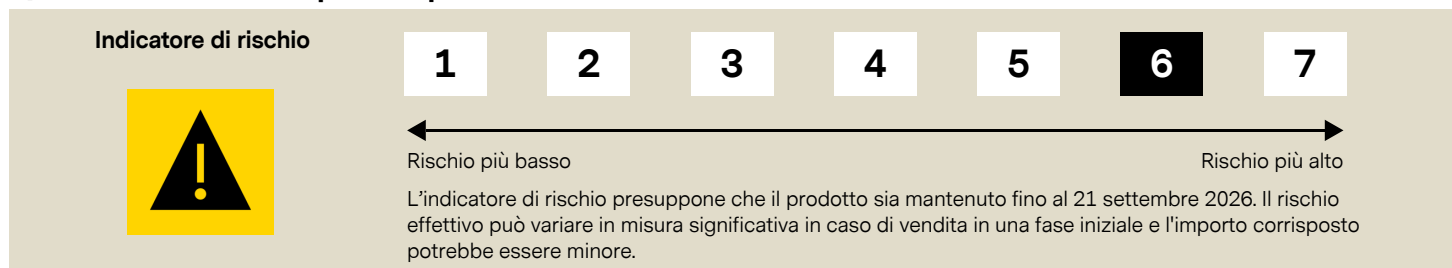 Indicatore di rischio
1 2 3 4 5 6 7
Rischio più basso Rischio più alto
L'indicatore di rischio presuppone che il prodotto sia mantenuto fino al 21 settembre 2026. Il rischio
effettivo può variare in misura significativa in caso di vendita in una fase iniziale e l'importo corrisposto
potrebbe essere minore.